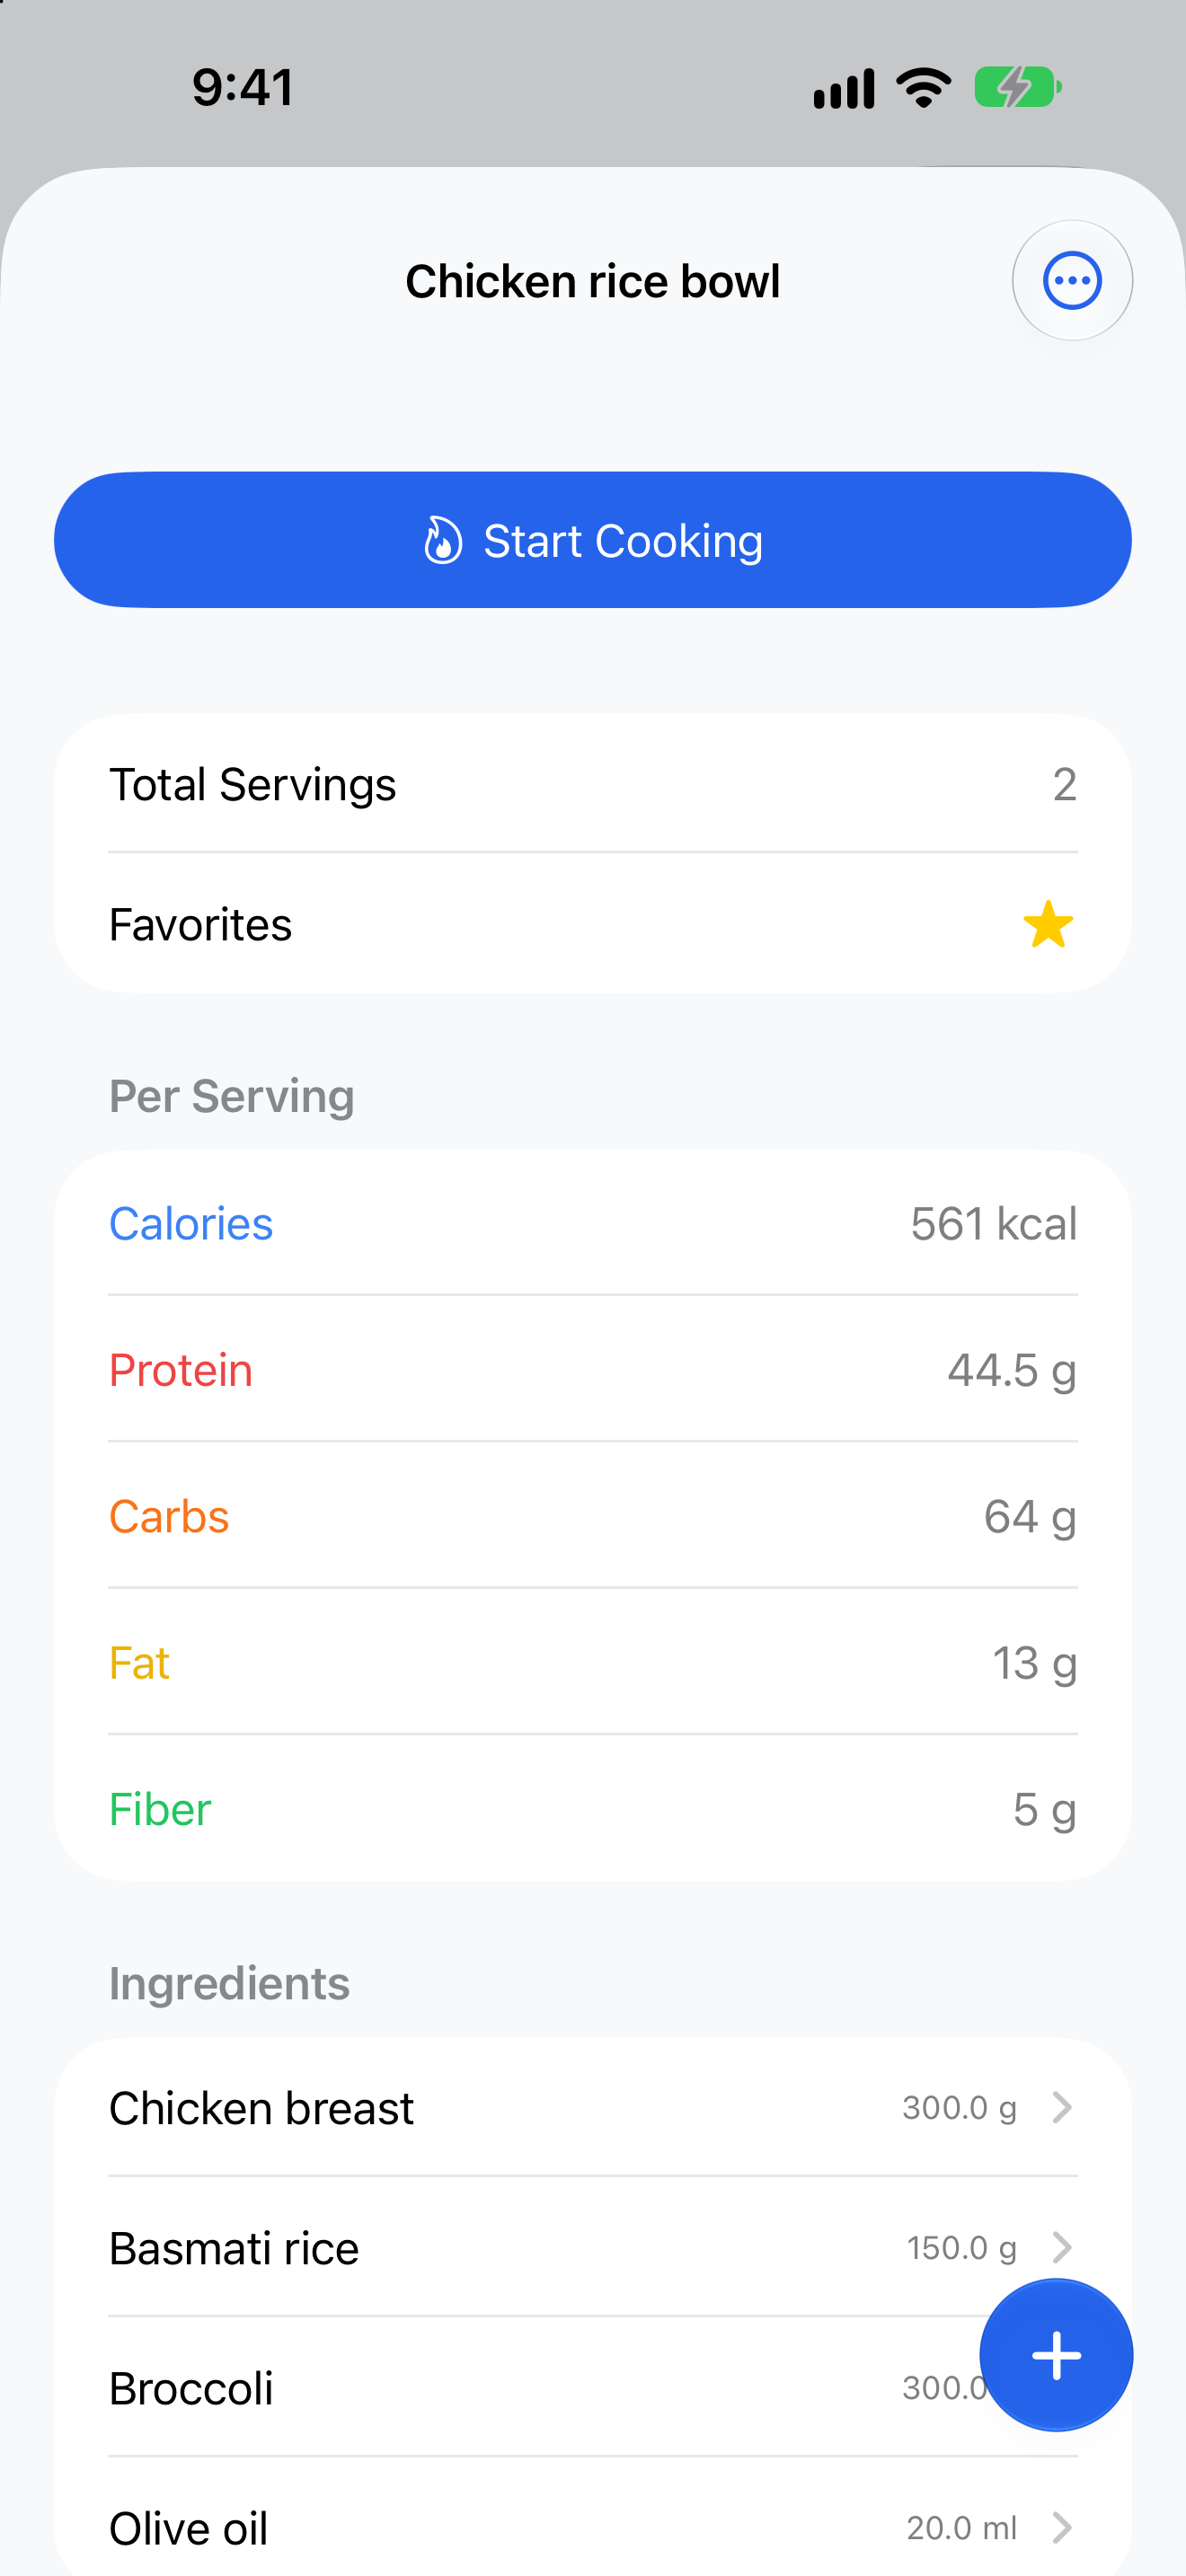 9:41
Chicken rice bowl
Start Cooking
Total Servings 2
Favorites
Per Serving
Calories 561 kcal
Protein 44.5 g
Carbs 64 g
Fat 13 g
Fiber 5 g
Ingredients
Chicken breast 300.0 g
Basmati rice 150.0 g
Broccoli 300.0
Olive oil 20.0 ml